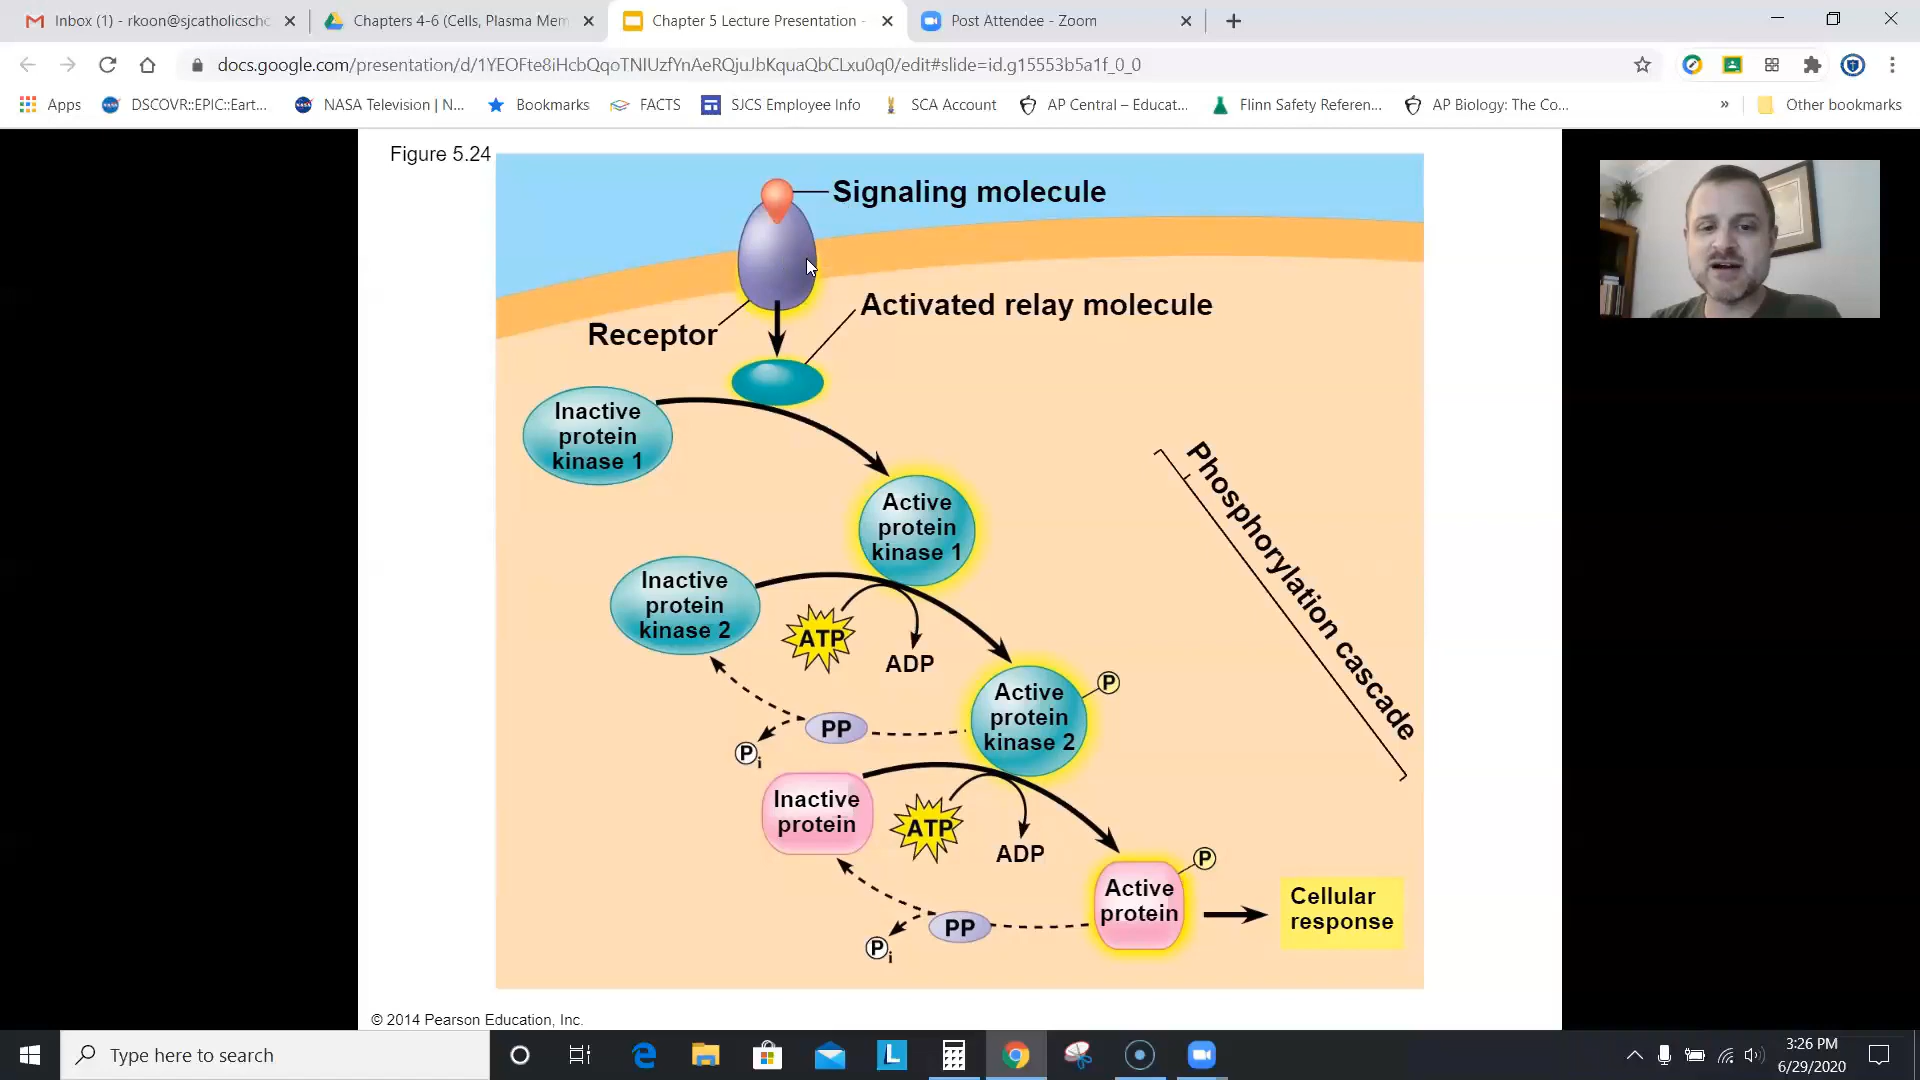 Inbox (1) - rkoon@sjcatholicscho
Chapters 4-6 (Cells, Plasma Mem
Chapter 5 Lecture Presentation -
Post Attendee - Zoom
docs.google.com/presentation/d/1YEOFte8iHcbQqoTNIUzfYnAeRQjuJbKquaQbCLxu0q0/edit#slide=id.g15553b5a1f_0_0
Apps
DSCOVR::EPIC::Eart...
NASA Television | N...
Bookmarks
FACTS
SJCS Employee Info
SCA Account
AP Central – Educat...
Flinn Safety Referen...
AP Biology: The Co...
»
Other bookmarks
Figure 5.24
Signaling molecule
Activated relay molecule
Receptor
Inactive
protein
kinase 1
Active
protein
kinase 1
Phosphorylation cascade
Inactive
protein
kinase 2
ATP
ADP
Active
protein
kinase 2
P
PP
Pi
Inactive
protein
ATP
ADP
P
Active
protein
Cellular
response
PP
Pi
© 2014 Pearson Education, Inc.
Type here to search
3:26 PM
6/29/2020